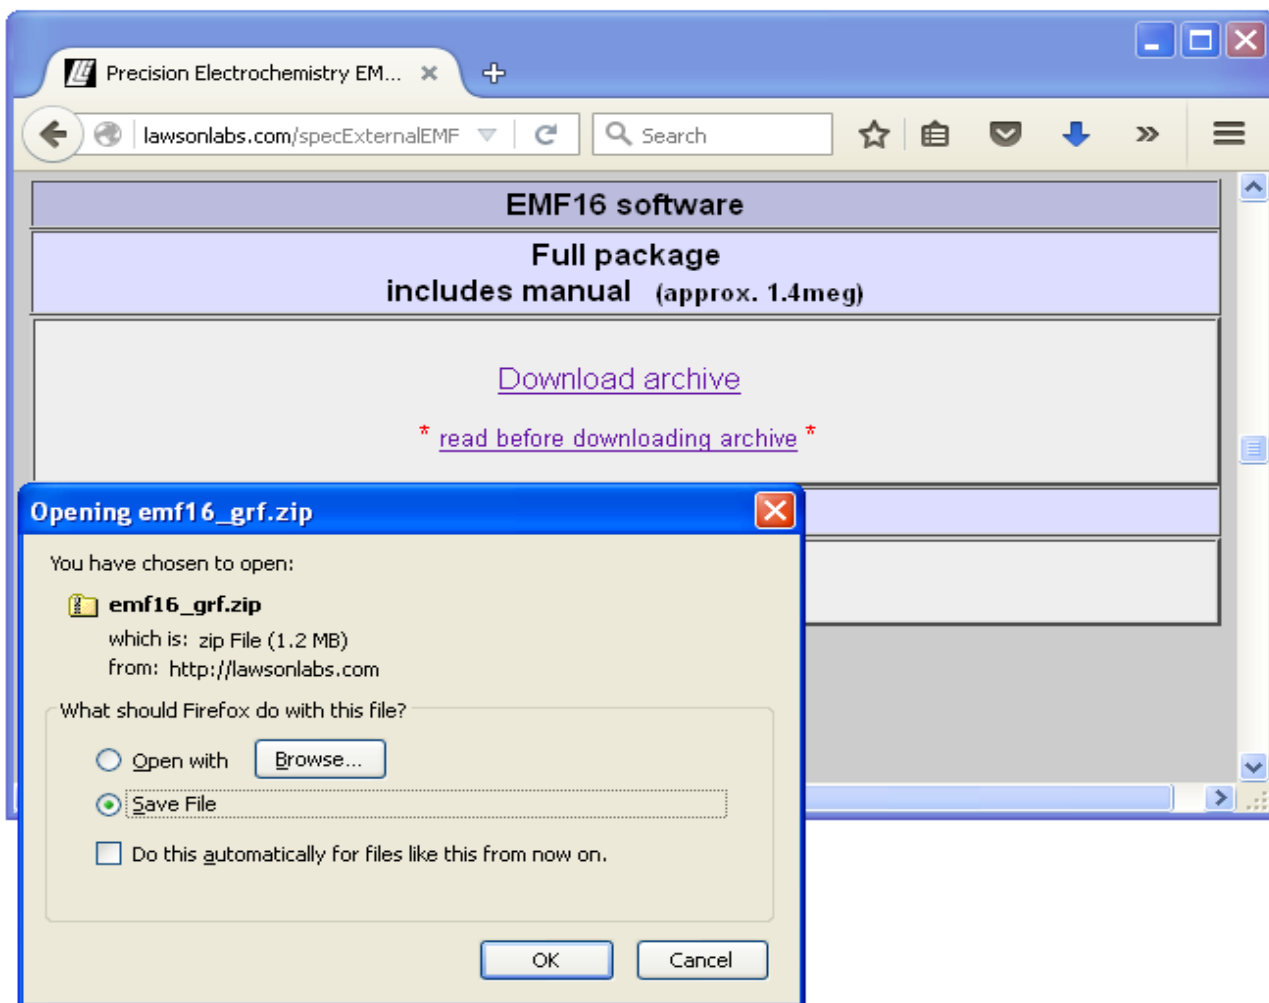 Precision Electrochemistry EM...
lawsonlabs.com/specExternalEMF
Search
EMF16 software
Full package
includes manual (approx. 1.4meg)
Download archive
* read before downloading archive *
Opening emf16_grf.zip
You have chosen to open:
emf16_grf.zip
which is: zip File (1.2 MB)
from: http://lawsonlabs.com
What should Firefox do with this file?
Open with Browse...
Save File
Do this automatically for files like this from now on.
OK Cancel